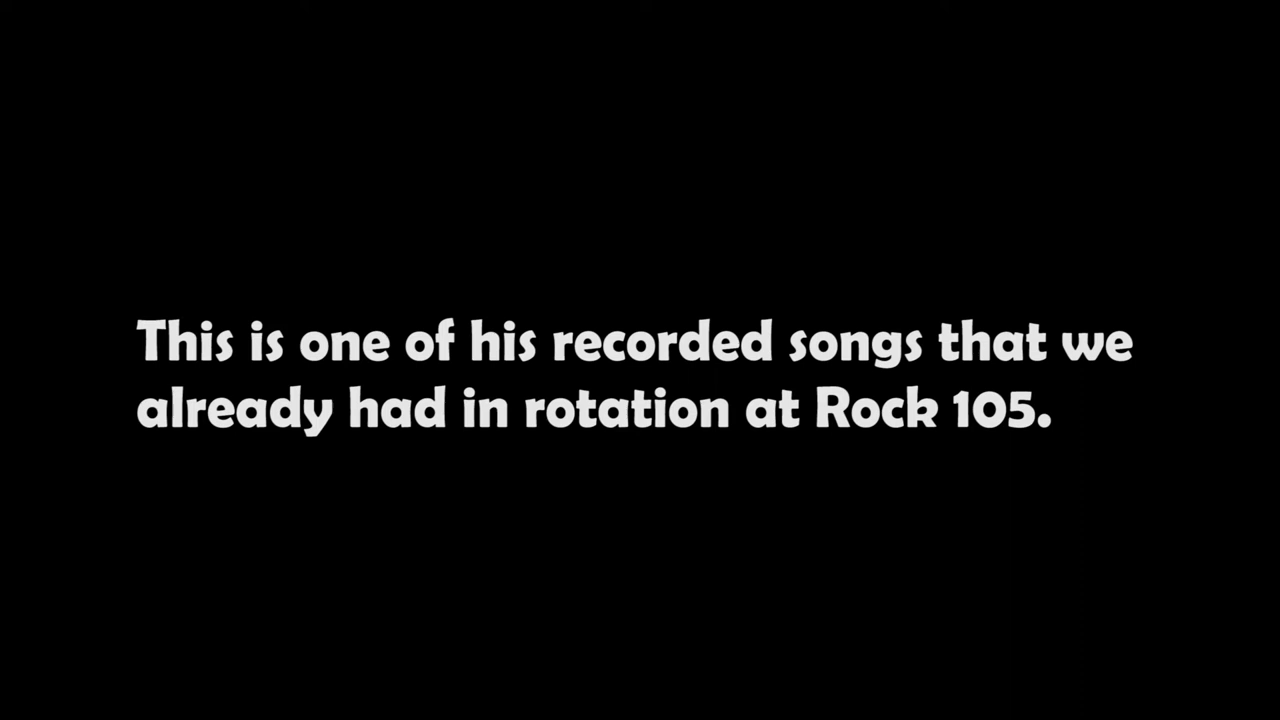 This is one of his recorded songs that we
already had in rotation at Rock 105.